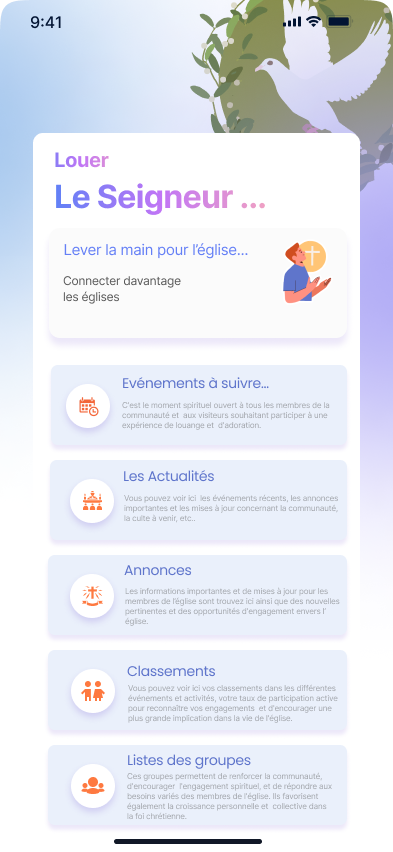 9:41
Louer
Le Seigneur ...
Lever la main pour l'église...
Connecter davantage
les églises
Evénements à suivre...
C'est le moment spirituel ouvert à tous les membres de la
communauté et aux visiteurs souhaitant participer à une
expérience de louange et d'adoration.
Les Actualités
Vous pouvez voir ici les événements récents, les annonces
importantes et les mises à jour concernant la communauté,
la culte à venir, etc..
Annonces
Les informations importantes et de mises à jour pour les
membres de l'église sont trouvez ici ainsi que des nouvelles
pertinentes et des opportunités d'engagement envers l'
église.
Classements
Vous pouvez voir ici vos classements dans les différentes
événements et activités, votre taux de participation active
pour reconnaître vos engagements et d'encourager une
plus grande implication dans la vie de l'église.
Listes des groupes
Ces groupes permettent de renforcer la communauté,
d'encourager l'engagement spirituel, et de répondre aux
besoins variés des membres de l'église. Ils favorisent
également la croissance personnelle et collective dans
la foi chrétienne.